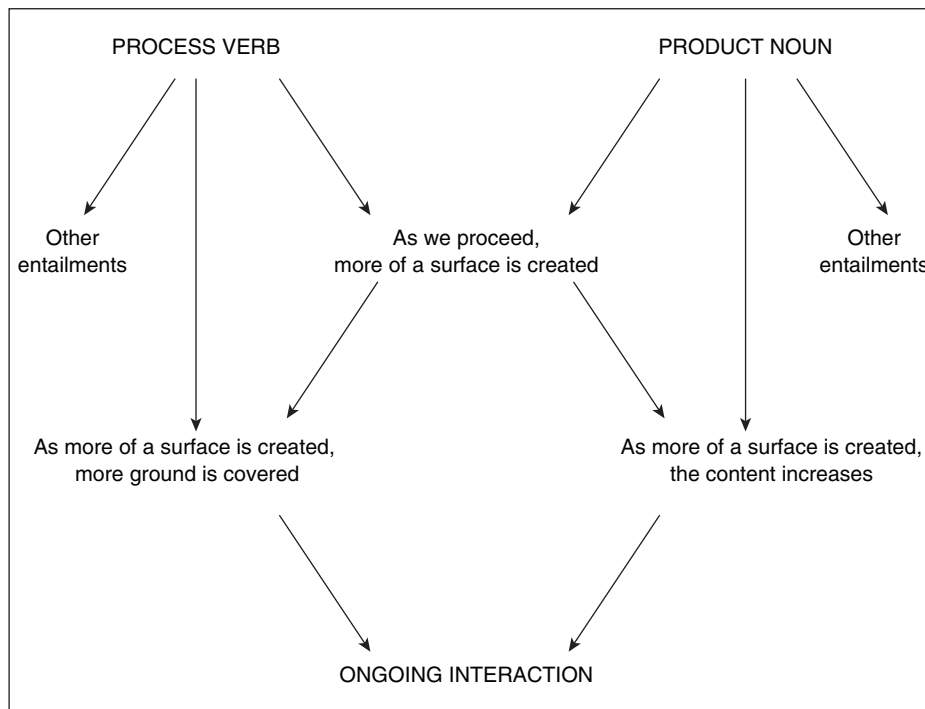 PROCESS VERB
PRODUCT NOUN
Other
entailments
As we proceed,
more of a surface is created
Other
entailments
As more of a surface is created,
more ground is covered
As more of a surface is created,
the content increases
ONGOING INTERACTION